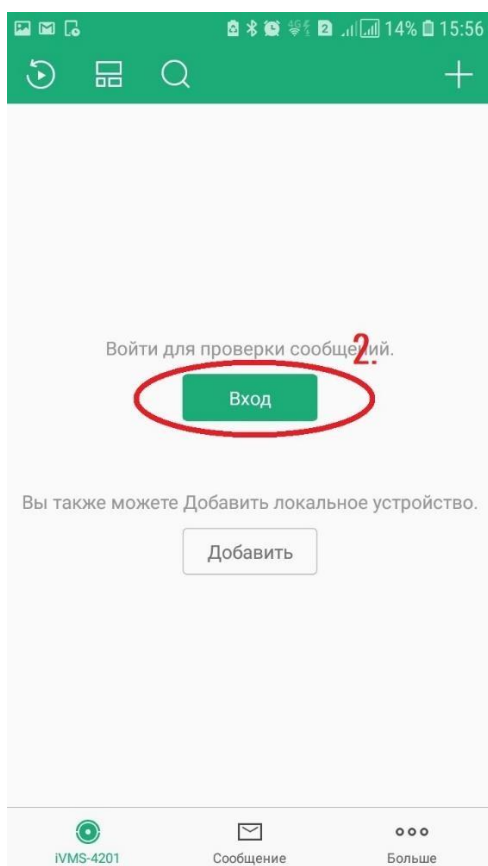 2 14% 15:56
Войти для проверки сообщений.
2.
Вход
Вы также можете Добавить локальное устройство.
Добавить
iVMS-4201
Сообщение
Больше